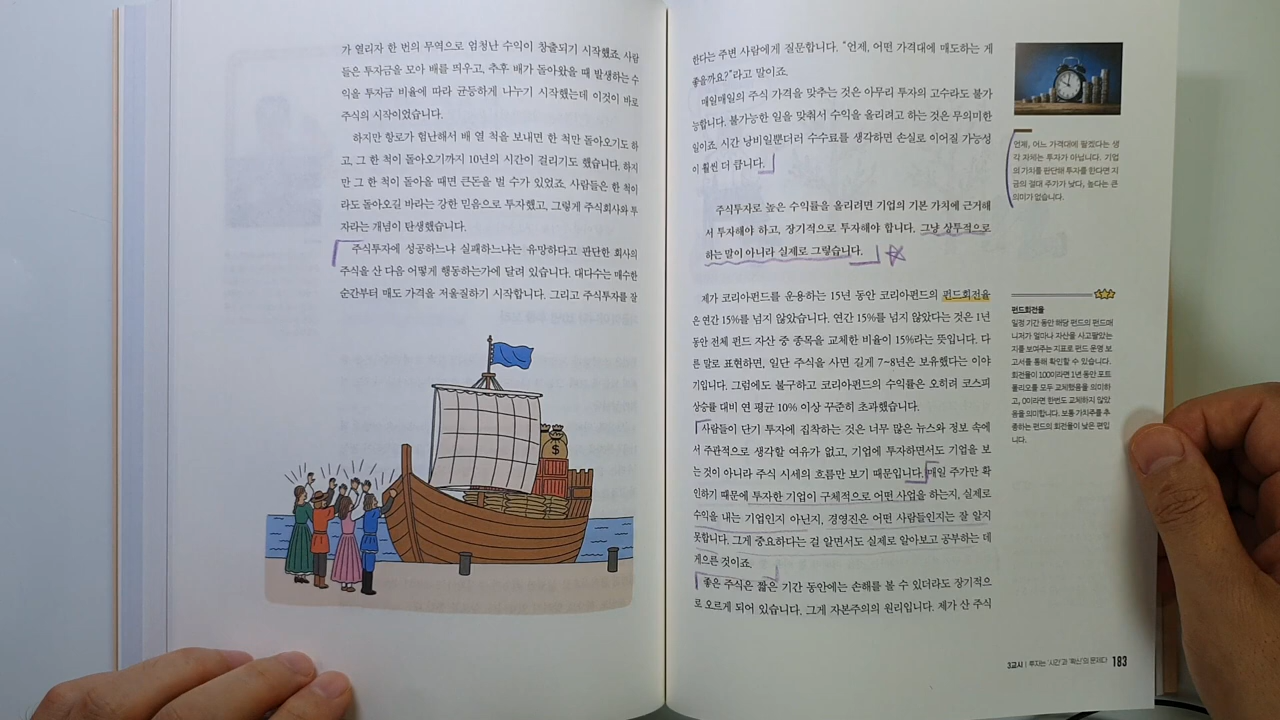 가 열리자 한 번의 무역으로 엄청난 수익이 창출되기 시작했죠. 사람
들은 투자금을 모아 배를 띄우고, 추후 배가 돌아왔을 때 발생하는 수
익을 투자금 비율에 따라 균등하게 나누기 시작했는데 이것이 바로
주식의 시작이었습니다.
하지만 항로가 험난해서 배 열 척을 보내면 한 척만 돌아오기도 하
고, 그 한 척이 돌아오기까지 10년의 시간이 걸리기도 했습니다. 하지
만 그 한 척이 돌아올 때면 큰돈을 벌 수가 있었죠. 사람들은 한 척이
라도 돌아오길 바라는 강한 믿음으로 투자했고, 그렇게 주식회사와 투
자라는 개념이 탄생했습니다.
주식투자에 성공하느냐 실패하느냐는 유망하다고 판단한 회사의
주식을 산 다음 어떻게 행동하는가에 달려 있습니다. 대다수는 매수한
순간부터 매도 가격을 저울질하기 시작합니다. 그리고 주식투자를 잘
$
한다는 주변 사람에게 질문합니다. “언제, 어떤 가격대에 매도하는 게
좋을까요?”라고 말이죠.
매일매일의 주식 가격을 맞추는 것은 아무리 투자의 고수라도 불가
능합니다. 불가능한 일을 맞춰서 수익을 올리려고 하는 것은 무의미한
일이죠. 시간 낭비일뿐더러 수수료를 생각하면 손실로 이어질 가능성
이 훨씬 더 큽니다.
주식투자로 높은 수익률을 올리려면 기업의 기본 가치에 근거해
서 투자해야 하고, 장기적으로 투자해야 합니다. 그냥 상투적으로
하는 말이 아니라 실제로 그렇습니다.
제가 코리아펀드를 운용하는 15년 동안 코리아펀드의 펀드회전율
은 연간 15%를 넘지 않았습니다. 연간 15%를 넘지 않았다는 것은 1년
동안 전체 펀드 자산 중 종목을 교체한 비율이 15%라는 뜻입니다. 다
른 말로 표현하면, 일단 주식을 사면 길게 7~8년은 보유했다는 이야
기입니다. 그럼에도 불구하고 코리아펀드의 수익률은 오히려 코스피
상승률 대비 연 평균 10% 이상 꾸준히 초과했습니다.
사람들이 단기 투자에 집착하는 것은 너무 많은 뉴스와 정보 속에
서 주관적으로 생각할 여유가 없고, 기업에 투자하면서도 기업을 보
는 것이 아니라 주식 시세의 흐름만 보기 때문입니다. 매일 주가만 확
인하기 때문에 투자한 기업이 구체적으로 어떤 사업을 하는지, 실제로
수익을 내는 기업인지 아닌지, 경영진은 어떤 사람들인지는 잘 알지
못합니다. 그게 중요하다는 걸 알면서도 실제로 알아보고 공부하는 데
게으른 것이죠.
좋은 주식은 짧은 기간 동안에는 손해를 볼 수 있더라도 장기적으
로 오르게 되어 있습니다. 그게 자본주의의 원리입니다. 제가 산 주식
언제, 어느 가격대에 팔겠다는 생
각 자체는 투자가 아닙니다. 기업
의 가치를 판단해 투자를 한다면 지
금의 절대 주가가 낮다, 높다는 큰
의미가 없습니다.
펀드회전율
일정 기간 동안 해당 펀드의 펀드매
니저가 얼마나 자산을 사고팔았는
지를 보여주는 지표로 펀드 운영 보
고서를 통해 확인할 수 있습니다.
회전율이 100이라면 1년 동안 포트
폴리오를 모두 교체했음을 의미하
고, 0이라면 한번도 교체하지 않았
음을 의미합니다. 보통 가치주를 추
종하는 펀드의 회전율이 낮은 편입
니다.
3교시 | 투자는 '시간'과 '확신'의 문제다 183